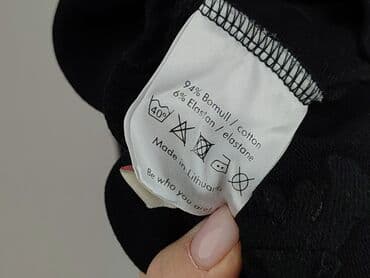 94% Bomull / cotton
6% Elastan / elastane
40°
Made in Lithuania
Be who you are!